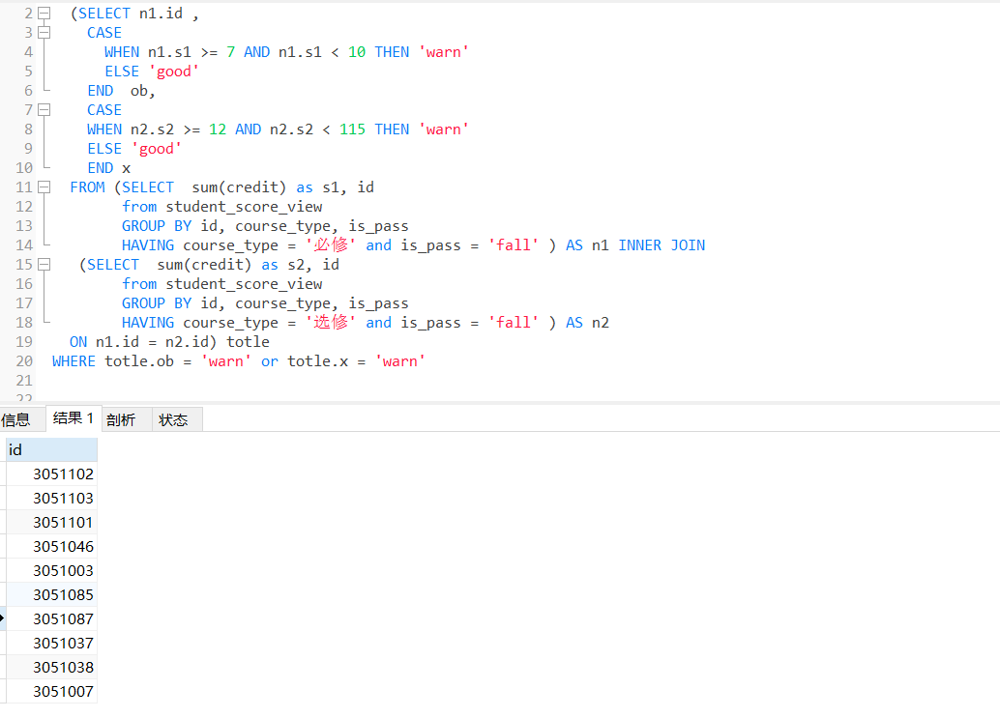 2 (SELECT n1.id ,
3 CASE
4 WHEN n1.s1 >= 7 AND n1.s1 < 10 THEN 'warn'
5 ELSE 'good'
6 END ob,
7 CASE
8 WHEN n2.s2 >= 12 AND n2.s2 < 115 THEN 'warn'
9 ELSE 'good'
10 END x
11 FROM (SELECT sum(credit) as s1, id
12 from student_score_view
13 GROUP BY id, course_type, is_pass
14 HAVING course_type = '必修' and is_pass = 'fall' ) AS n1 INNER JOIN
15 (SELECT sum(credit) as s2, id
16 from student_score_view
17 GROUP BY id, course_type, is_pass
18 HAVING course_type = '选修' and is_pass = 'fall' ) AS n2
19 ON n1.id = n2.id) totle
20 WHERE totle.ob = 'warn' or totle.x = 'warn'
21
22
信息 结果 1 剖析 状态
id
3051102
3051103
3051101
3051046
3051003
3051085
3051087
3051037
3051038
3051007